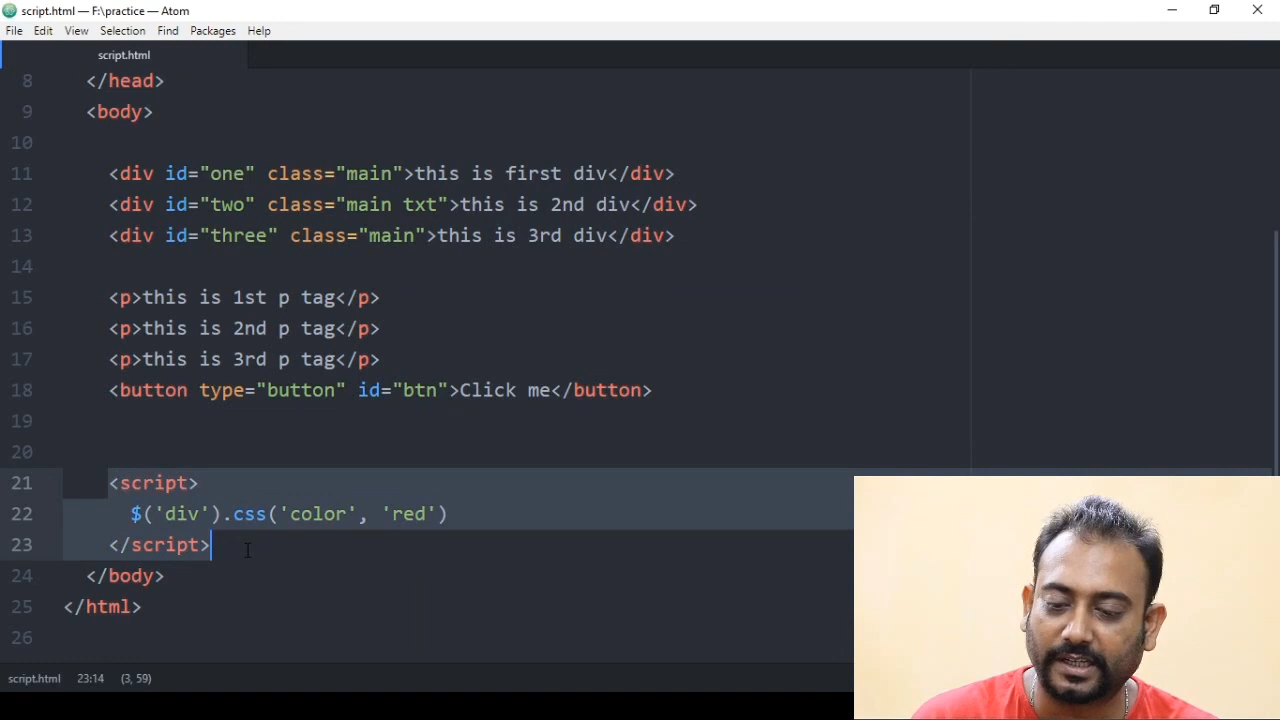 script.html — F:\practice — Atom
File Edit View Selection Find Packages Help
script.html
8 </head>
9 <body>
10
11 <div id="one" class="main">this is first div</div>
12 <div id="two" class="main txt">this is 2nd div</div>
13 <div id="three" class="main">this is 3rd div</div>
14
15 <p>this is 1st p tag</p>
16 <p>this is 2nd p tag</p>
17 <p>this is 3rd p tag</p>
18 <button type="button" id="btn">Click me</button>
19
20
21 <script>
22 $('div').css('color', 'red')
23 </script>
24 </body>
25 </html>
26
script.html 23:14 (3, 59)